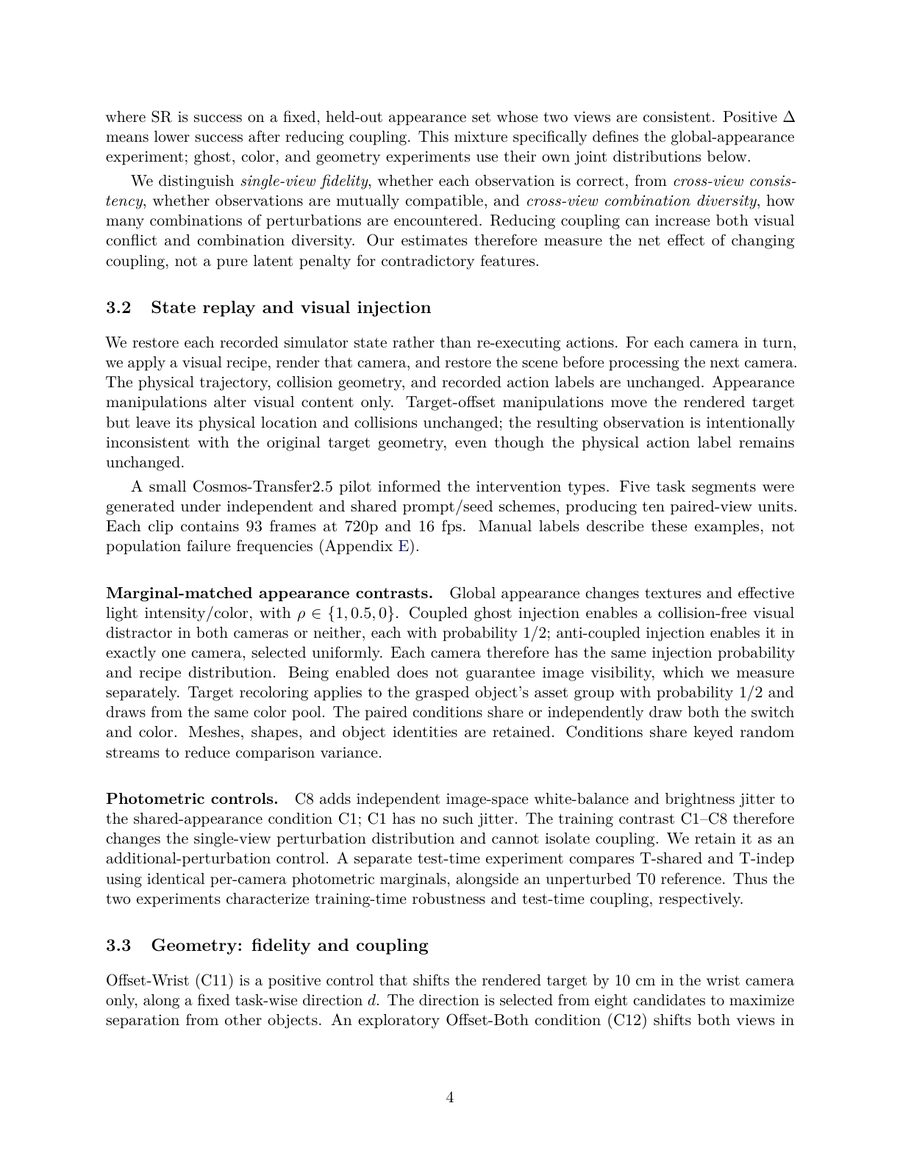 where SR is success on a fixed, held-out appearance set whose two views are consistent. Positive Δ
means lower success after reducing coupling. This mixture specifically defines the global-appearance
experiment; ghost, color, and geometry experiments use their own joint distributions below.
We distinguish single-view fidelity, whether each observation is correct, from cross-view consis-
tency, whether observations are mutually compatible, and cross-view combination diversity, how
many combinations of perturbations are encountered. Reducing coupling can increase both visual
conflict and combination diversity. Our estimates therefore measure the net effect of changing
coupling, not a pure latent penalty for contradictory features.
3.2 State replay and visual injection
We restore each recorded simulator state rather than re-executing actions. For each camera in turn,
we apply a visual recipe, render that camera, and restore the scene before processing the next camera.
The physical trajectory, collision geometry, and recorded action labels are unchanged. Appearance
manipulations alter visual content only. Target-offset manipulations move the rendered target
but leave its physical location and collisions unchanged; the resulting observation is intentionally
inconsistent with the original target geometry, even though the physical action label remains
unchanged.
A small Cosmos-Transfer2.5 pilot informed the intervention types. Five task segments were
generated under independent and shared prompt/seed schemes, producing ten paired-view units.
Each clip contains 93 frames at 720p and 16 fps. Manual labels describe these examples, not
population failure frequencies (Appendix E).
Marginal-matched appearance contrasts. Global appearance changes textures and effective
light intensity/color, with ρ ∈ {1, 0.5, 0}. Coupled ghost injection enables a collision-free visual
distractor in both cameras or neither, each with probability 1/2; anti-coupled injection enables it in
exactly one camera, selected uniformly. Each camera therefore has the same injection probability
and recipe distribution. Being enabled does not guarantee image visibility, which we measure
separately. Target recoloring applies to the grasped object's asset group with probability 1/2 and
draws from the same color pool. The paired conditions share or independently draw both the switch
and color. Meshes, shapes, and object identities are retained. Conditions share keyed random
streams to reduce comparison variance.
Photometric controls. C8 adds independent image-space white-balance and brightness jitter to
the shared-appearance condition C1; C1 has no such jitter. The training contrast C1–C8 therefore
changes the single-view perturbation distribution and cannot isolate coupling. We retain it as an
additional-perturbation control. A separate test-time experiment compares T-shared and T-indep
using identical per-camera photometric marginals, alongside an unperturbed T0 reference. Thus the
two experiments characterize training-time robustness and test-time coupling, respectively.
3.3 Geometry: fidelity and coupling
Offset-Wrist (C11) is a positive control that shifts the rendered target by 10 cm in the wrist camera
only, along a fixed task-wise direction d. The direction is selected from eight candidates to maximize
separation from other objects. An exploratory Offset-Both condition (C12) shifts both views in
4